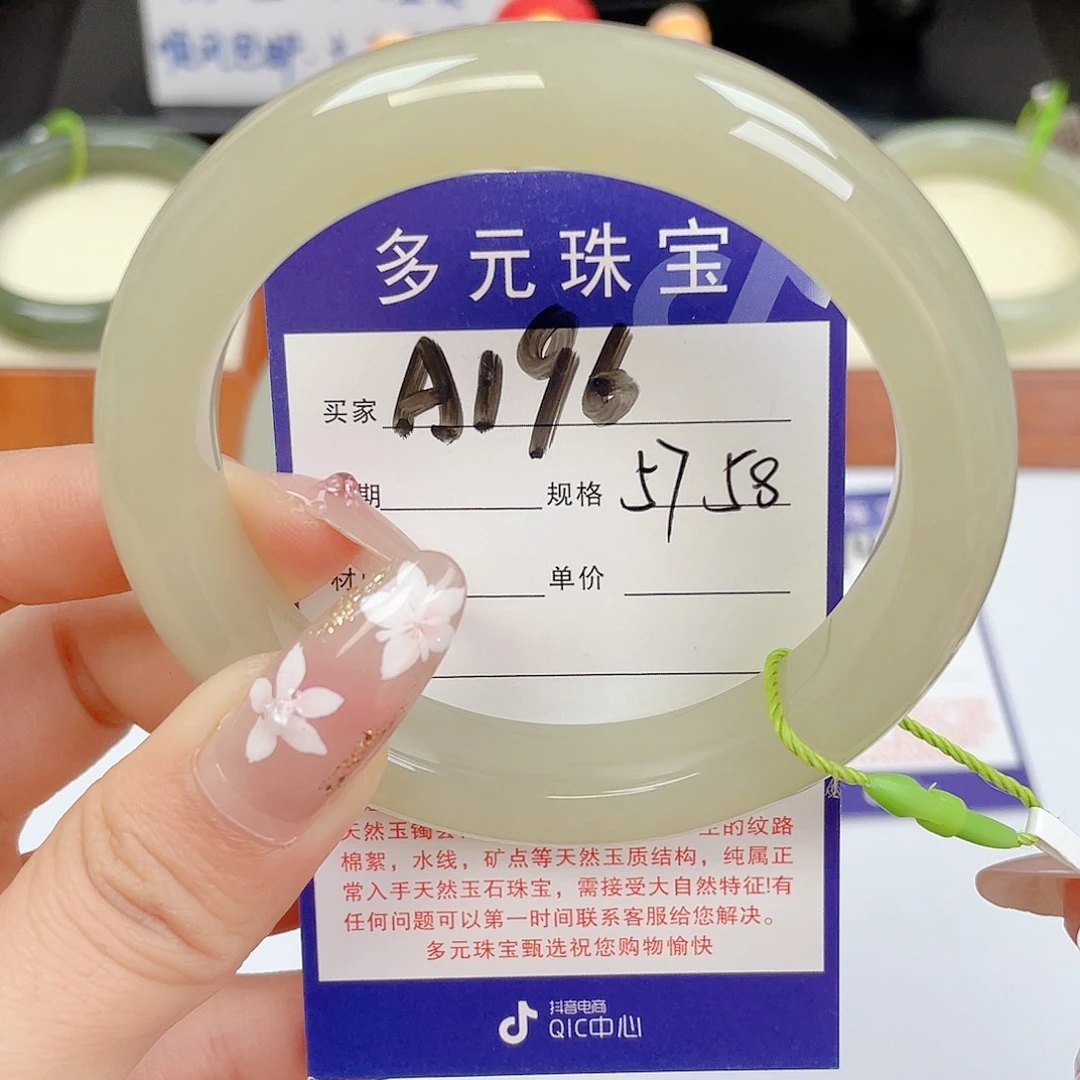 多元珠宝
买家 A196
期 规格 57 58
材 单价
天然玉镯 的纹路
棉絮，水线，矿点等天然玉质结构，纯属正
常入手天然玉石珠宝，需接受大自然特征!有
任何问题可以第一时间联系客服给您解决。
多元珠宝甄选祝您购物愉快
抖音电商
QIC中心